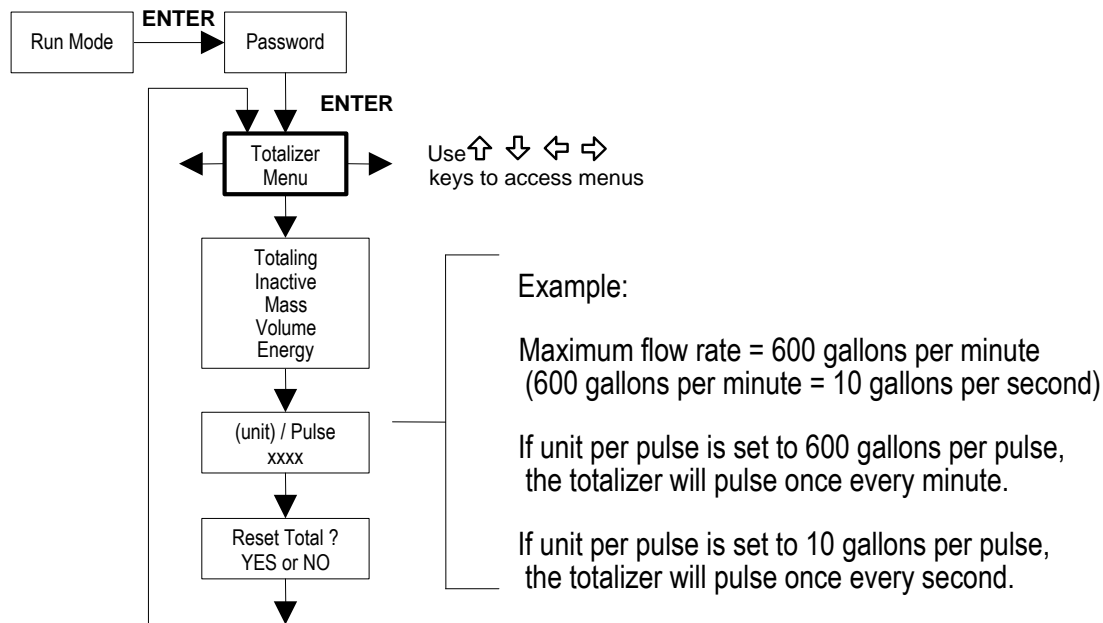 ENTER
Run Mode
Password
ENTER
Totalizer
Menu
Use ⇧ ⇩ ⇦ ⇨
keys to access menus
Totaling
Inactive
Mass
Volume
Energy
(unit) / Pulse
xxxx
Reset Total ?
YES or NO
Example:
Maximum flow rate = 600 gallons per minute
(600 gallons per minute = 10 gallons per second)
If unit per pulse is set to 600 gallons per pulse,
the totalizer will pulse once every minute.
If unit per pulse is set to 10 gallons per pulse,
the totalizer will pulse once every second.